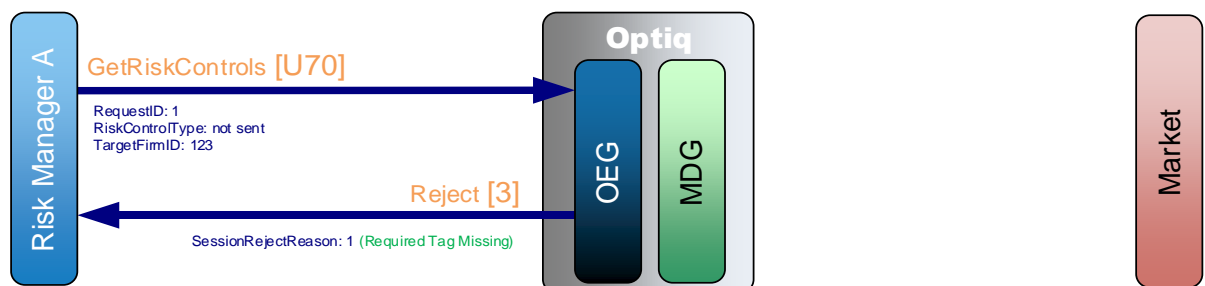 Risk Manager A
GetRiskControls [U70]
RequestID: 1
RiskControlType: not sent
TargetFirmID: 123
Reject [3]
SessionRejectReason: 1 (Required Tag Missing)
Optiq
OEG
MDG
Market